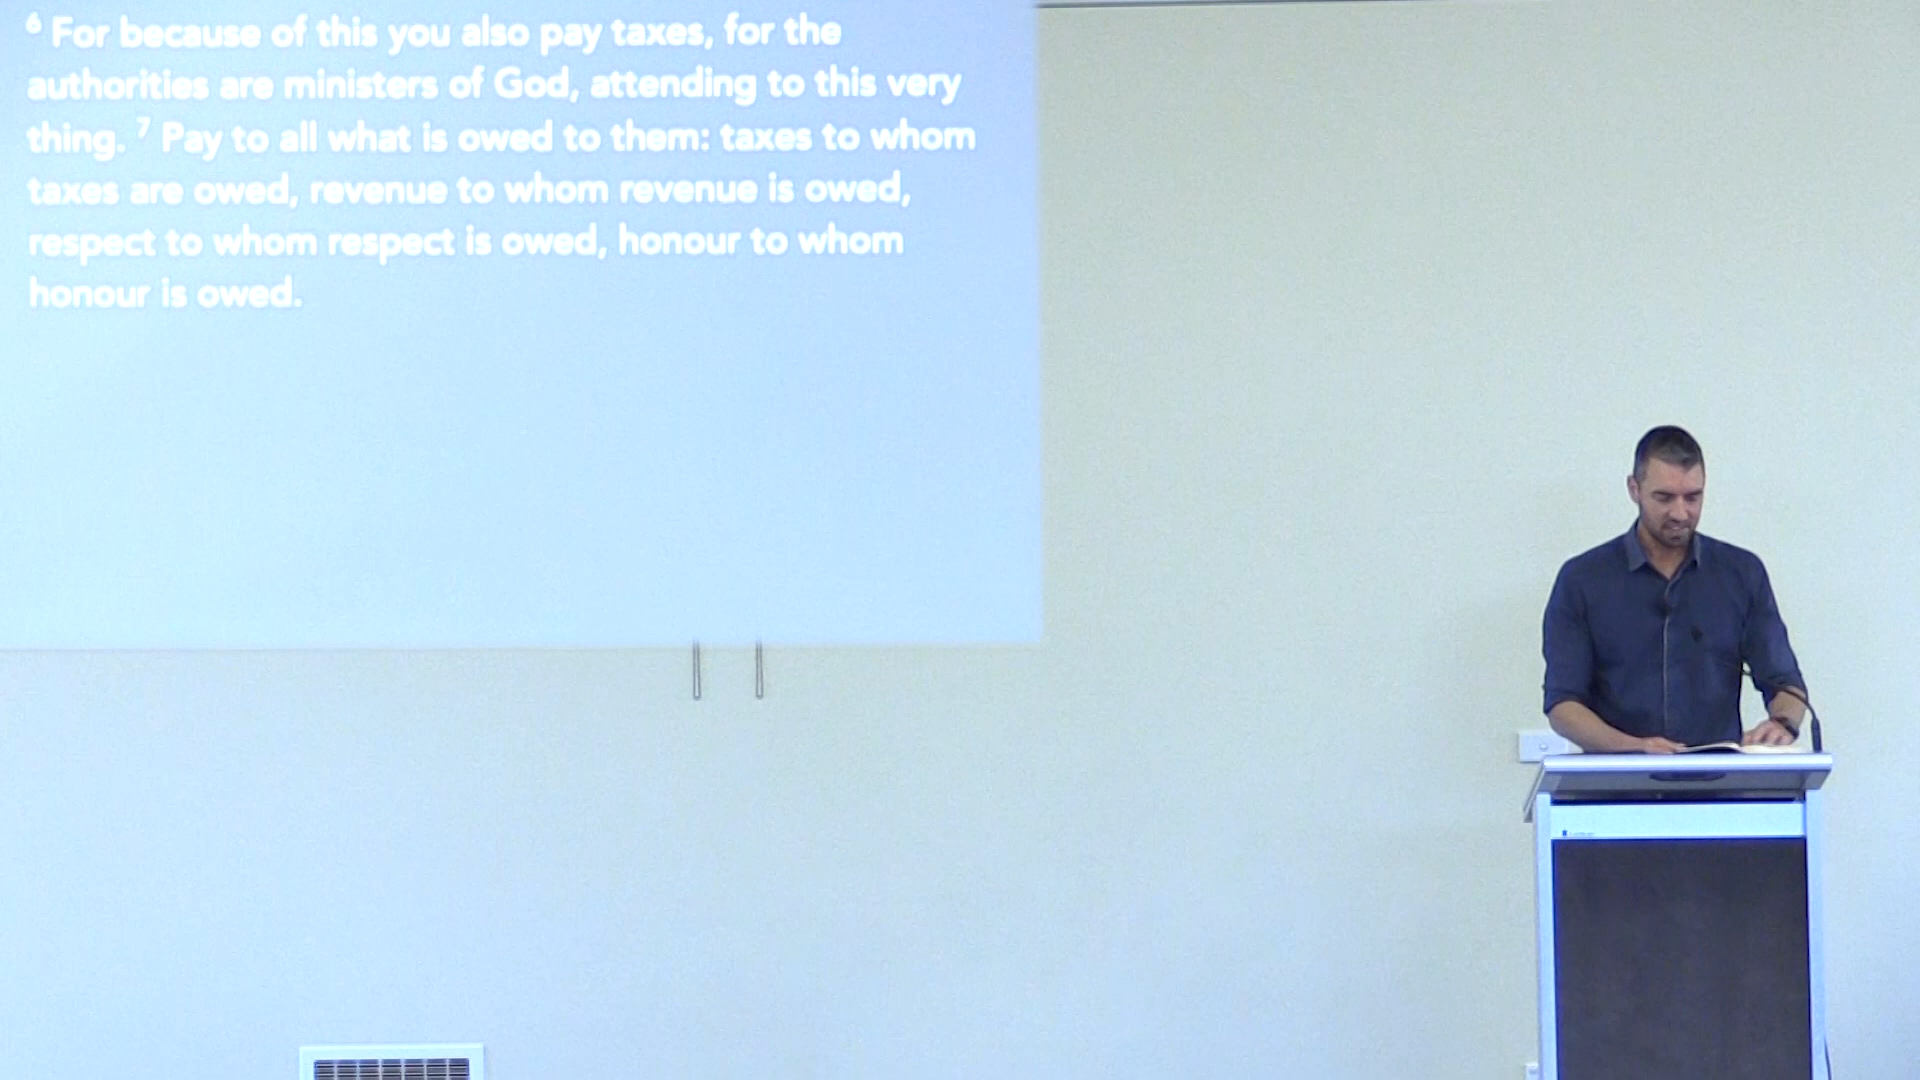 6 For because of this you also pay taxes, for the
authorities are ministers of God, attending to this very
thing. 7 Pay to all what is owed to them: taxes to whom
taxes are owed, revenue to whom revenue is owed,
respect to whom respect is owed, honour to whom
honour is owed.